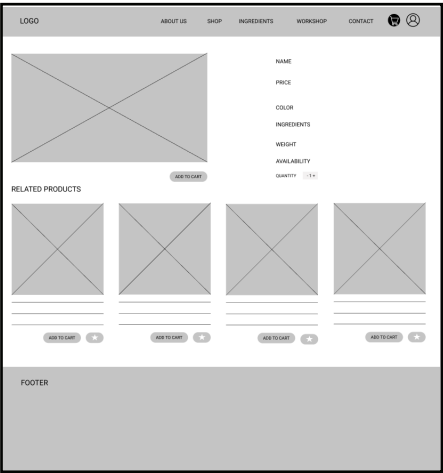 LOGO
ABOUT US
SHOP
INGREDIENTS
WORKSHOP
CONTACT
NAME
PRICE
COLOR
INGREDIENTS
WEIGHT
AVAILABILITY
QUANTITY - 1 +
ADD TO CART
RELATED PRODUCTS
ADD TO CART
ADD TO CART
ADD TO CART
ADD TO CART
FOOTER